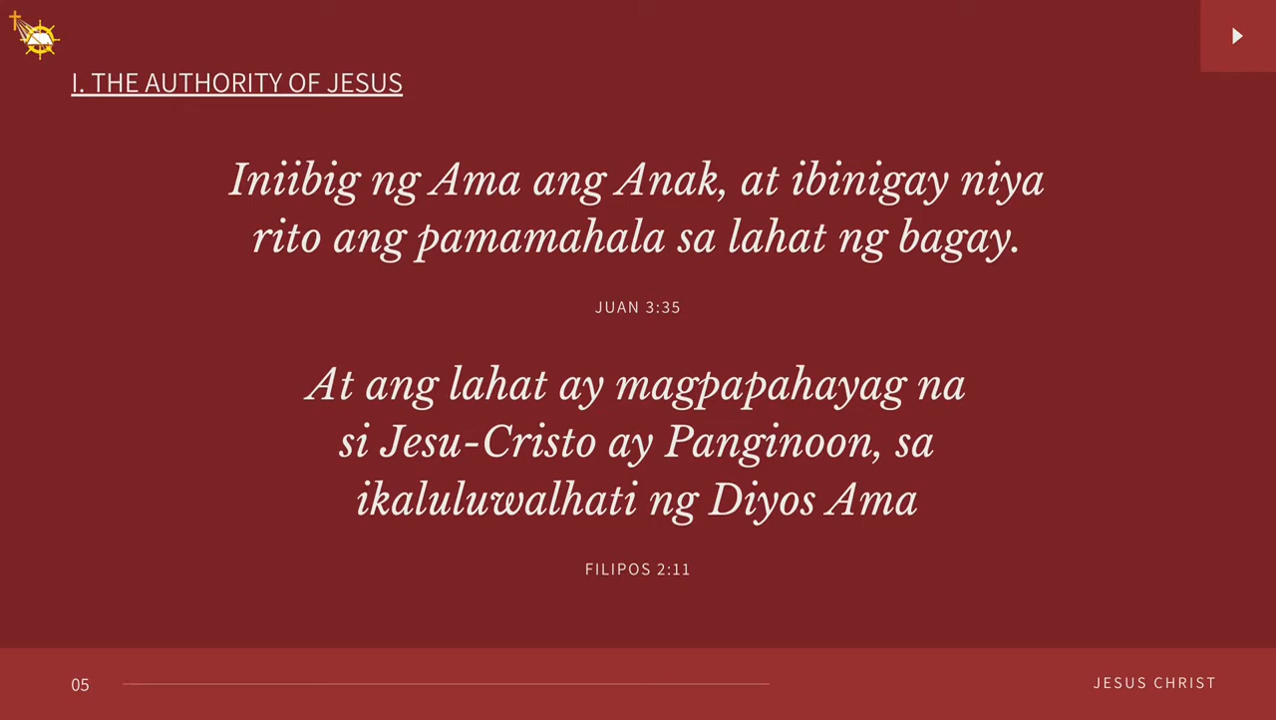 I. THE AUTHORITY OF JESUS
Iniibig ng Ama ang Anak, at ibinigay niya
rito ang pamamahala sa lahat ng bagay.
JUAN 3:35
At ang lahat ay magpapahayag na
si Jesu-Cristo ay Panginoon, sa
ikaluluwalhati ng Diyos Ama
FILIPOS 2:11
05
JESUS CHRIST